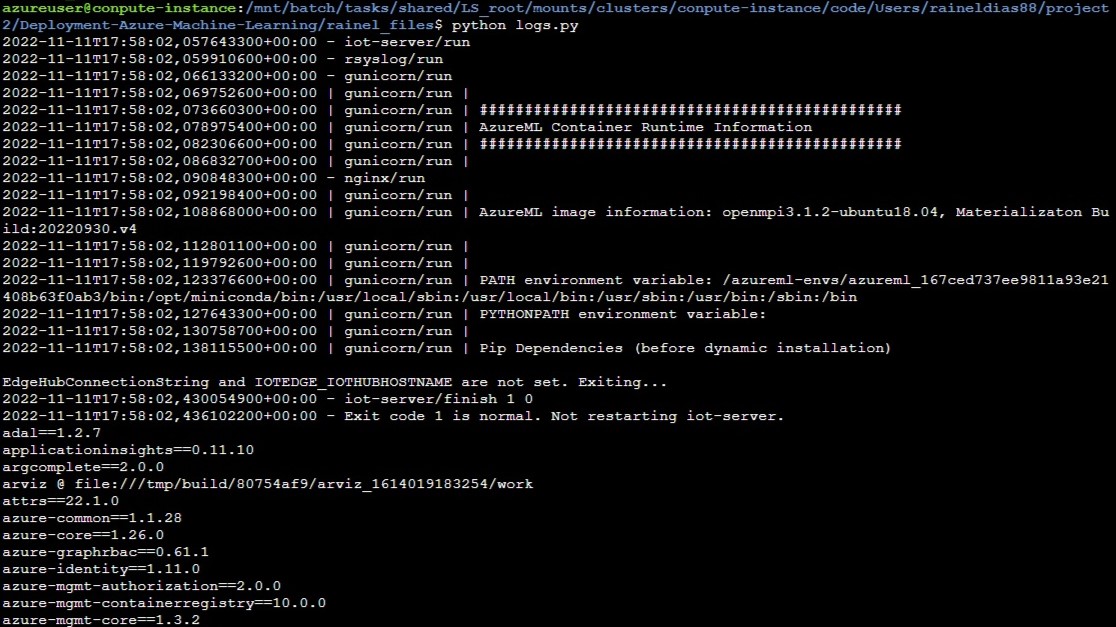 azureuser@conpute-instance:/mnt/batch/tasks/shared/LS_root/mounts/clusters/conpute-instance/code/Users/raineldias88/project
2/Deployment-Azure-Machine-Learning/rainel_files$ python logs.py
2022-11-11T17:58:02,057643300+00:00 - iot-server/run
2022-11-11T17:58:02,059910600+00:00 - rsyslog/run
2022-11-11T17:58:02,066133200+00:00 - gunicorn/run
2022-11-11T17:58:02,069752600+00:00 | gunicorn/run |
2022-11-11T17:58:02,073660300+00:00 | gunicorn/run | ###############################################
2022-11-11T17:58:02,078975400+00:00 | gunicorn/run | AzureML Container Runtime Information
2022-11-11T17:58:02,082306600+00:00 | gunicorn/run | ###############################################
2022-11-11T17:58:02,086832700+00:00 | gunicorn/run |
2022-11-11T17:58:02,090848300+00:00 - nginx/run
2022-11-11T17:58:02,092198400+00:00 | gunicorn/run |
2022-11-11T17:58:02,108868000+00:00 | gunicorn/run | AzureML image information: openmpi3.1.2-ubuntu18.04, Materializaton Bu
ild:20220930.v4
2022-11-11T17:58:02,112801100+00:00 | gunicorn/run |
2022-11-11T17:58:02,119792600+00:00 | gunicorn/run |
2022-11-11T17:58:02,123376600+00:00 | gunicorn/run | PATH environment variable: /azureml-envs/azureml_167ced737ee9811a93e21
408b63f0ab3/bin:/opt/miniconda/bin:/usr/local/sbin:/usr/local/bin:/usr/sbin:/usr/bin:/sbin:/bin
2022-11-11T17:58:02,127643300+00:00 | gunicorn/run | PYTHONPATH environment variable:
2022-11-11T17:58:02,130758700+00:00 | gunicorn/run |
2022-11-11T17:58:02,138115500+00:00 | gunicorn/run | Pip Dependencies (before dynamic installation)

EdgeHubConnectionString and IOTEDGE_IOTHUBHOSTNAME are not set. Exiting...
2022-11-11T17:58:02,430054900+00:00 - iot-server/finish 1 0
2022-11-11T17:58:02,436102200+00:00 - Exit code 1 is normal. Not restarting iot-server.
adal==1.2.7
applicationinsights==0.11.10
argcomplete==2.0.0
arviz @ file:///tmp/build/80754af9/arviz_1614019183254/work
attrs==22.1.0
azure-common==1.1.28
azure-core==1.26.0
azure-graphrbac==0.61.1
azure-identity==1.11.0
azure-mgmt-authorization==2.0.0
azure-mgmt-containerregistry==10.0.0
azure-mgmt-core==1.3.2